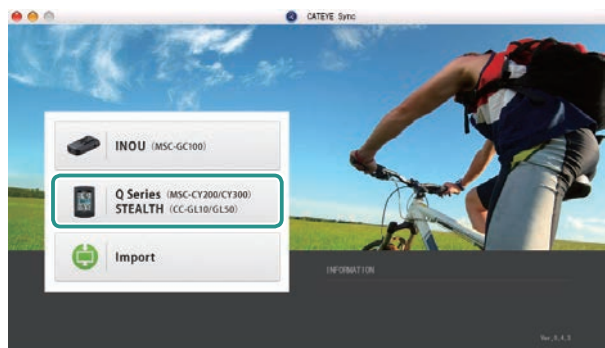 CATEYE Sync
INOU (MSC-GC100)
Q Series (MSC-CY200/CY300)
STEALTH (CC-GL10/GL50)
Import
INFORMATION